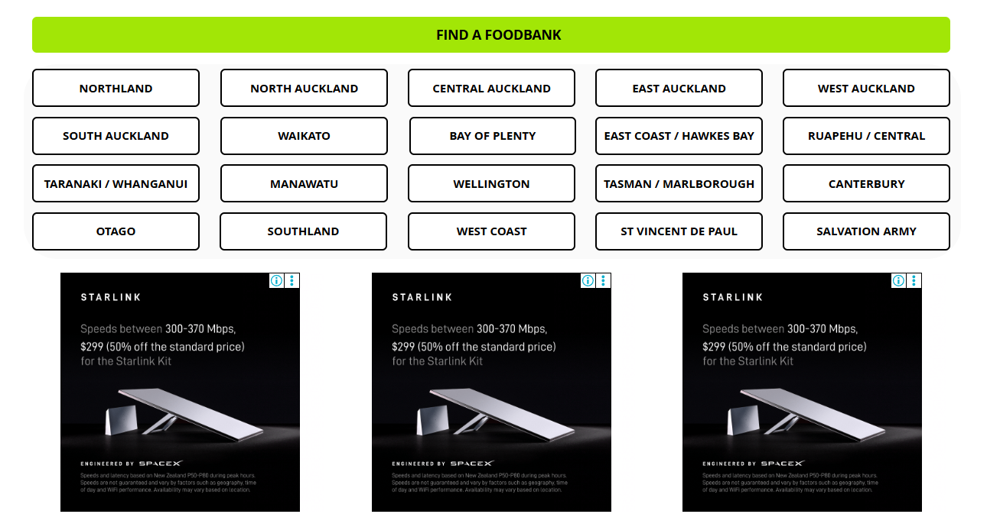 FIND A FOODBANK
NORTHLAND
NORTH AUCKLAND
CENTRAL AUCKLAND
EAST AUCKLAND
WEST AUCKLAND
SOUTH AUCKLAND
WAIKATO
BAY OF PLENTY
EAST COAST / HAWKES BAY
RUAPEHU / CENTRAL
TARANAKI / WHANGANUI
MANAWATU
WELLINGTON
TASMAN / MARLBOROUGH
CANTERBURY
OTAGO
SOUTHLAND
WEST COAST
ST VINCENT DE PAUL
SALVATION ARMY
STARLINK
Speeds between 300-370 Mbps,
$299 (50% off the standard price)
for the Starlink Kit
ENGINEERED BY SPACEX
Speeds and latency based on New Zealand P50-P80 during peak hours.
Speeds are not guaranteed and vary by factors such as geography, time
of day and WiFi performance. Availability may vary based on location.
STARLINK
Speeds between 300-370 Mbps,
$299 (50% off the standard price)
for the Starlink Kit
ENGINEERED BY SPACEX
Speeds and latency based on New Zealand P50-P80 during peak hours.
Speeds are not guaranteed and vary by factors such as geography, time
of day and WiFi performance. Availability may vary based on location.
STARLINK
Speeds between 300-370 Mbps,
$299 (50% off the standard price)
for the Starlink Kit
ENGINEERED BY SPACEX
Speeds and latency based on New Zealand P50-P80 during peak hours.
Speeds are not guaranteed and vary by factors such as geography, time
of day and WiFi performance. Availability may vary based on location.